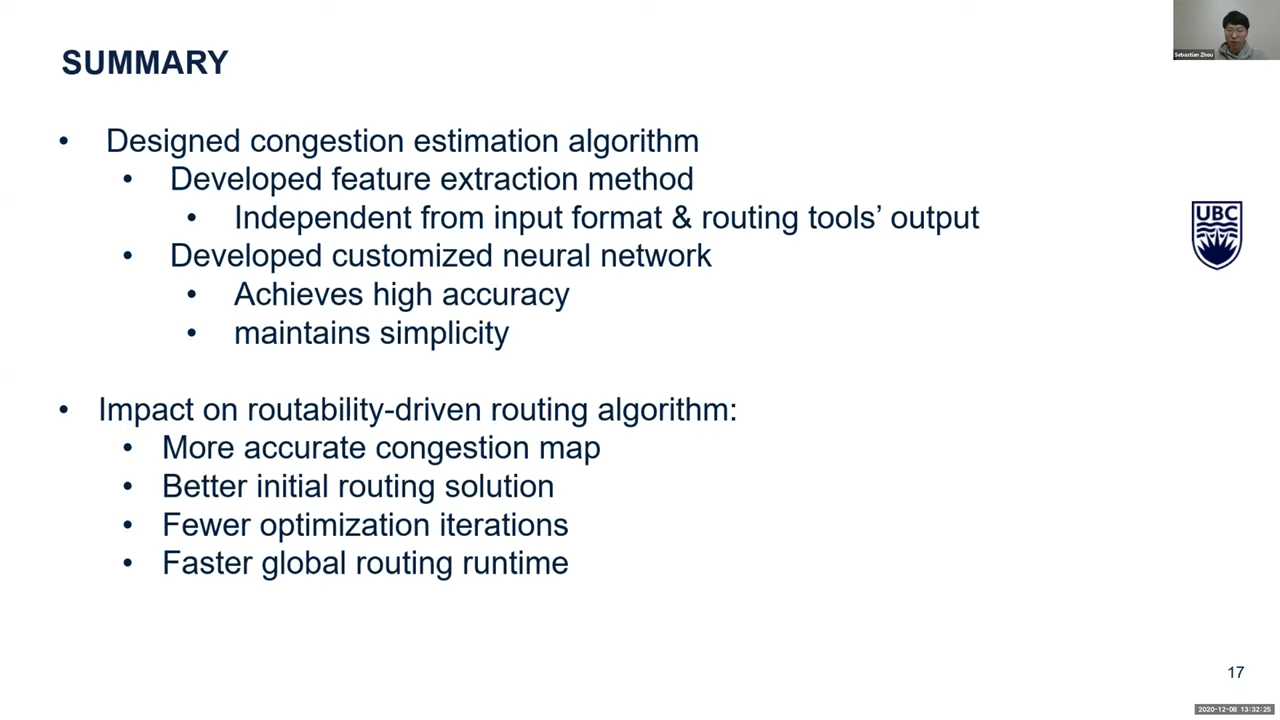 SUMMARY
Sebastian Zhou
• Designed congestion estimation algorithm
• Developed feature extraction method
• Independent from input format & routing tools’ output
UBC
• Developed customized neural network
• Achieves high accuracy
• maintains simplicity
• Impact on routability-driven routing algorithm:
• More accurate congestion map
• Better initial routing solution
• Fewer optimization iterations
• Faster global routing runtime
17
2020-12-08 13:32:25